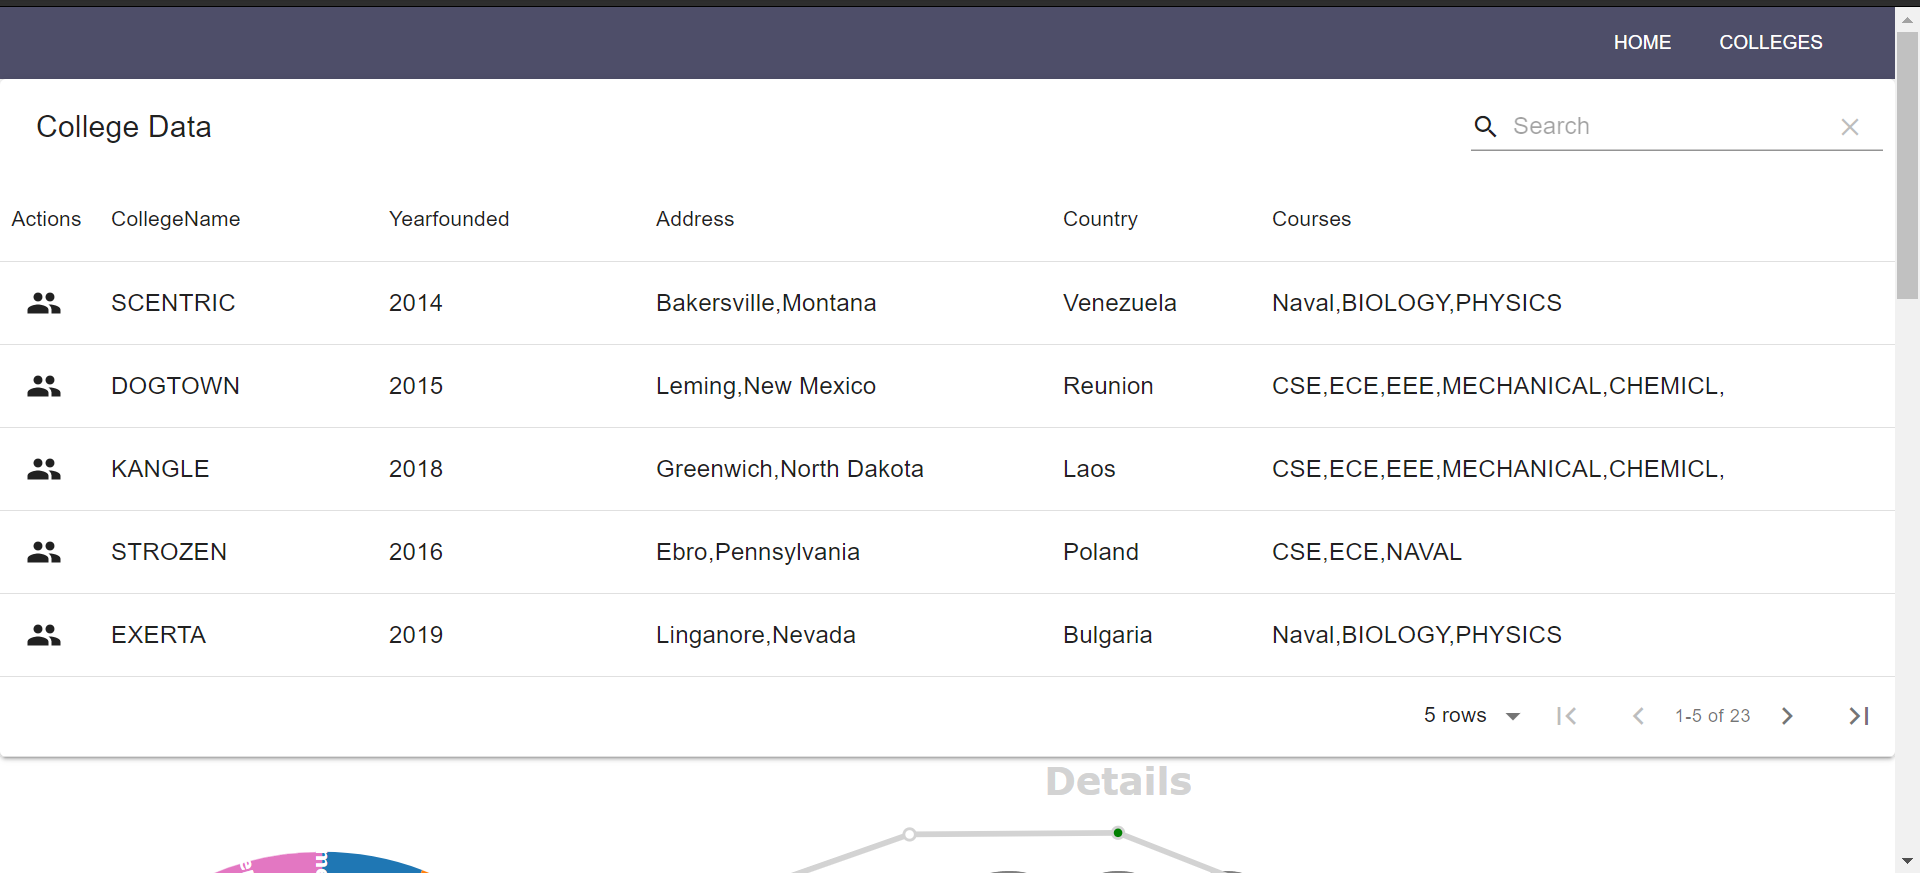 HOME COLLEGES
College Data
Search
Actions CollegeName Yearfounded Address Country Courses
SCENTRIC 2014 Bakersville,Montana Venezuela Naval,BIOLOGY,PHYSICS
DOGTOWN 2015 Leming,New Mexico Reunion CSE,ECE,EEE,MECHANICAL,CHEMICL,
KANGLE 2018 Greenwich,North Dakota Laos CSE,ECE,EEE,MECHANICAL,CHEMICL,
STROZEN 2016 Ebro,Pennsylvania Poland CSE,ECE,NAVAL
EXERTA 2019 Linganore,Nevada Bulgaria Naval,BIOLOGY,PHYSICS
5 rows 1-5 of 23
Details